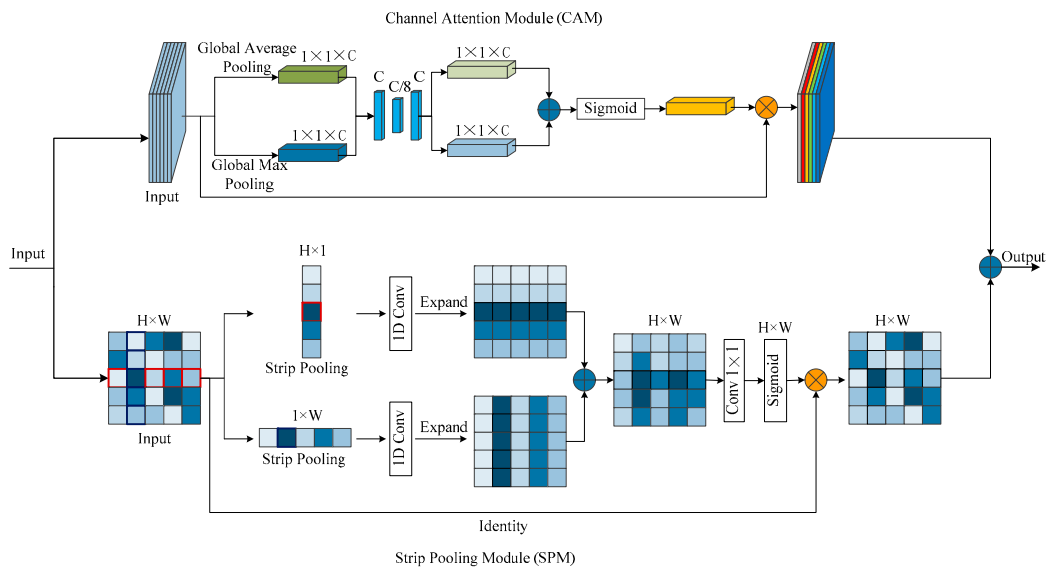 Channel Attention Module (CAM)
Global Average
Pooling
1×1×C
C
C/8
C
1×1×C
Sigmoid
1×1×C
Global Max
Pooling
1×1×C
Input
Input
Output
H×1
Strip Pooling
1D Conv
Expand
H×W
Input
1×W
Strip Pooling
1D Conv
Expand
H×W
Conv 1×1
H×W
Sigmoid
H×W
Identity
Strip Pooling Module (SPM)